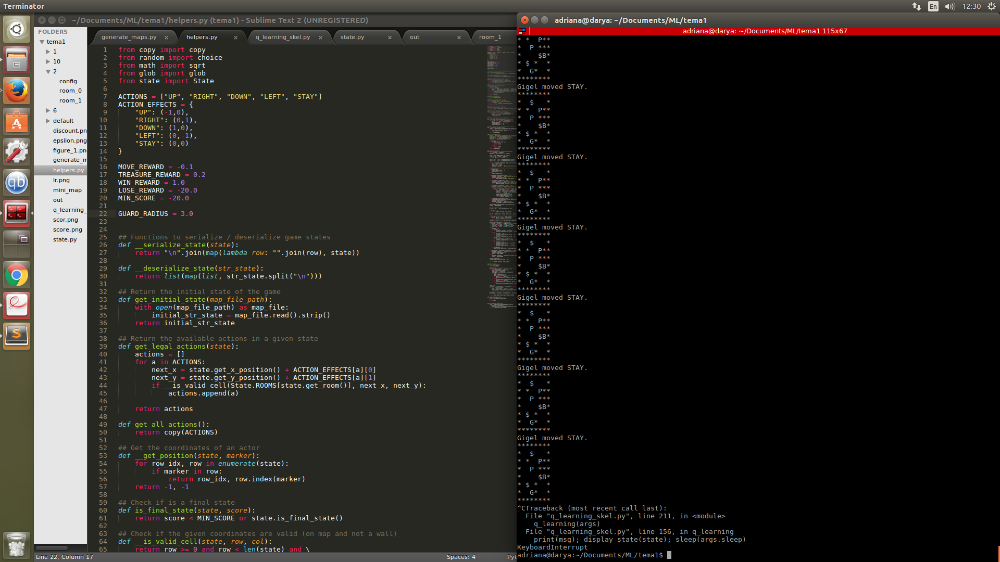 Terminator
En
12:30
~/Documents/ML/tema1/helpers.py (tema1) - Sublime Text 2 (UNREGISTERED)
FOLDERS
tema1
1
10
2
config
room_0
room_1
6
default
discount.pn
epsilon.png
figure_1.pn
generate_m
helpers.py
lr.png
mini_map
out
q_learning_
scor.png
score.png
state.py
generate_maps.py × helpers.py × q_learning_skel.py × state.py × out × room_1
1 from copy import copy
2 from random import choice
3 from math import sqrt
4 from glob import glob
5 from state import State
6
7 ACTIONS = ["UP", "RIGHT", "DOWN", "LEFT", "STAY"]
8 ACTION_EFFECTS = {
9     "UP": (-1,0),
10     "RIGHT": (0,1),
11     "DOWN": (1,0),
12     "LEFT": (0,-1),
13     "STAY": (0,0)
14 }
15
16 MOVE_REWARD = -0.1
17 TREASURE_REWARD = 0.2
18 WIN_REWARD = 1.0
19 LOSE_REWARD = -20.0
20 MIN_SCORE = -20.0
21
22 GUARD_RADIUS = 3.0
23
24
25 ## Functions to serialize / deserialize game states
26 def __serialize_state(state):
27     return "\n".join(map(lambda row: "".join(row), state))
28
29 def __deserialize_state(str_state):
30     return list(map(list, str_state.split("\n")))
31
32 ## Return the initial state of the game
33 def get_initial_state(map_file_path):
34     with open(map_file_path) as map_file:
35         initial_str_state = map_file.read().strip()
36     return initial_str_state
37
38 ## Return the available actions in a given state
39 def get_legal_actions(state):
40     actions = []
41     for a in ACTIONS:
42         next_x = state.get_x_position() + ACTION_EFFECTS[a][0]
43         next_y = state.get_y_position() + ACTION_EFFECTS[a][1]
44         if __is_valid_cell(State.ROOMS[state.get_room()], next_x, next_y):
45             actions.append(a)
46
47     return actions
48
49 def get_all_actions():
50     return copy(ACTIONS)
51
52 ## Get the coordinates of an actor
53 def __get_position(state, marker):
54     for row_idx, row in enumerate(state):
55         if marker in row:
56             return row_idx, row.index(marker)
57     return -1, -1
58
59 ## Check if is a final state
60 def is_final_state(state, score):
61     return score < MIN_SCORE or state.is_final_state()
62
63 ## Check if the given coordinates are valid (on map and not a wall)
64 def __is_valid_cell(state, row, col):
65     return row >= 0 and row < len(state) and \
Line 22, Column 17
Spaces: 4
Pyt
adriana@darya: ~/Documents/ML/tema1
adriana@darya: ~/Documents/ML/tema1 115x67
* *  P**
*  P ***
*    $B*
* $ *  *
*  G*  *
********
Gigel moved STAY.
********
*  $   *
* *  P**
*  P ***
*    $B*
* $ *  *
*  G*  *
********
Gigel moved STAY.
********
*  $   *
* *  P**
*  P ***
*    $B*
* $ *  *
*  G*  *
********
Gigel moved STAY.
********
*  $   *
* *  P**
*  P ***
*    $B*
* $ *  *
*  G*  *
********
Gigel moved STAY.
********
*  $   *
* *  P**
*  P ***
*    $B*
* $ *  *
*  G*  *
********
Gigel moved STAY.
********
*  $   *
* *  P**
*  P ***
*    $B*
* $ *  *
*  G*  *
********
Gigel moved STAY.
********
*  $   *
* *  P**
*  P ***
*    $B*
* $ *  *
*  G*  *
********
^CTraceback (most recent call last):
  File "q_learning_skel.py", line 211, in <module>
    q_learning(args)
  File "q_learning_skel.py", line 156, in q_learning
    print(msg); display_state(state); sleep(args.sleep)
KeyboardInterrupt
adriana@darya:~/Documents/ML/tema1$